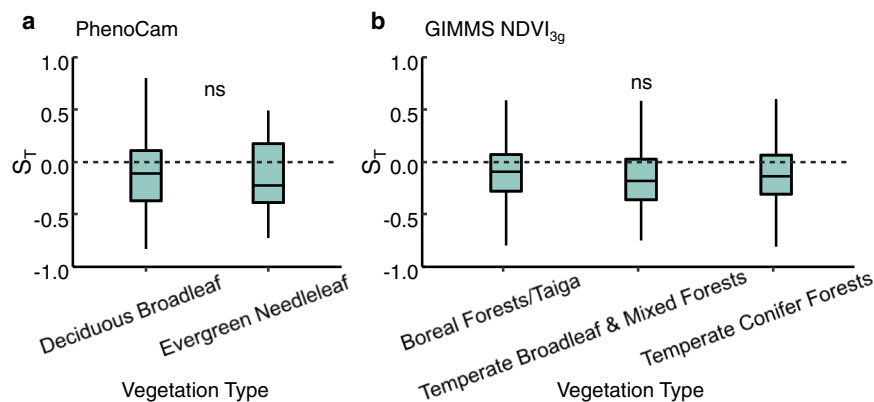 a PhenoCam
1.0
0.5
0.0
-0.5
-1.0
S_T
ns
Deciduous Broadleaf
Evergreen Needleleaf
Vegetation Type
b GIMMS NDVI3g
1.0
0.5
0.0
-0.5
-1.0
S_T
ns
Boreal Forests/Taiga
Temperate Broadleaf & Mixed Forests
Temperate Conifer Forests
Vegetation Type